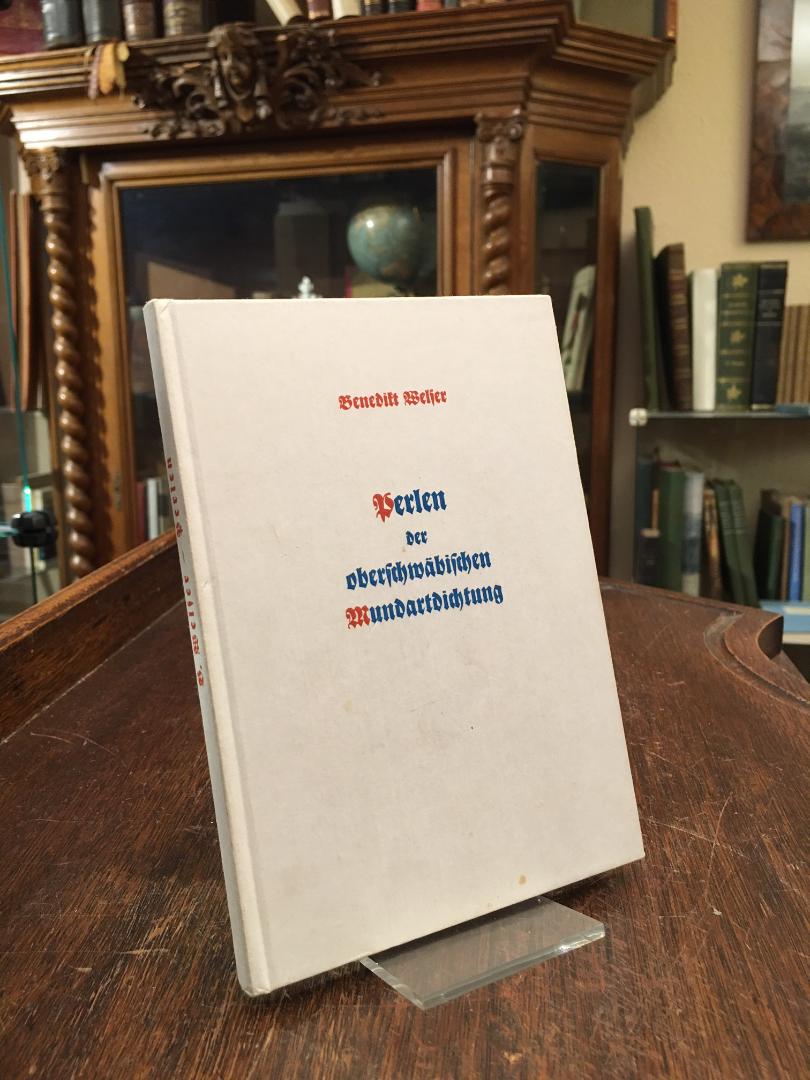 Benedikt Welser
Perlen
der
oberschwäbischen
Mundartdichtung
B. Welser – Perlen